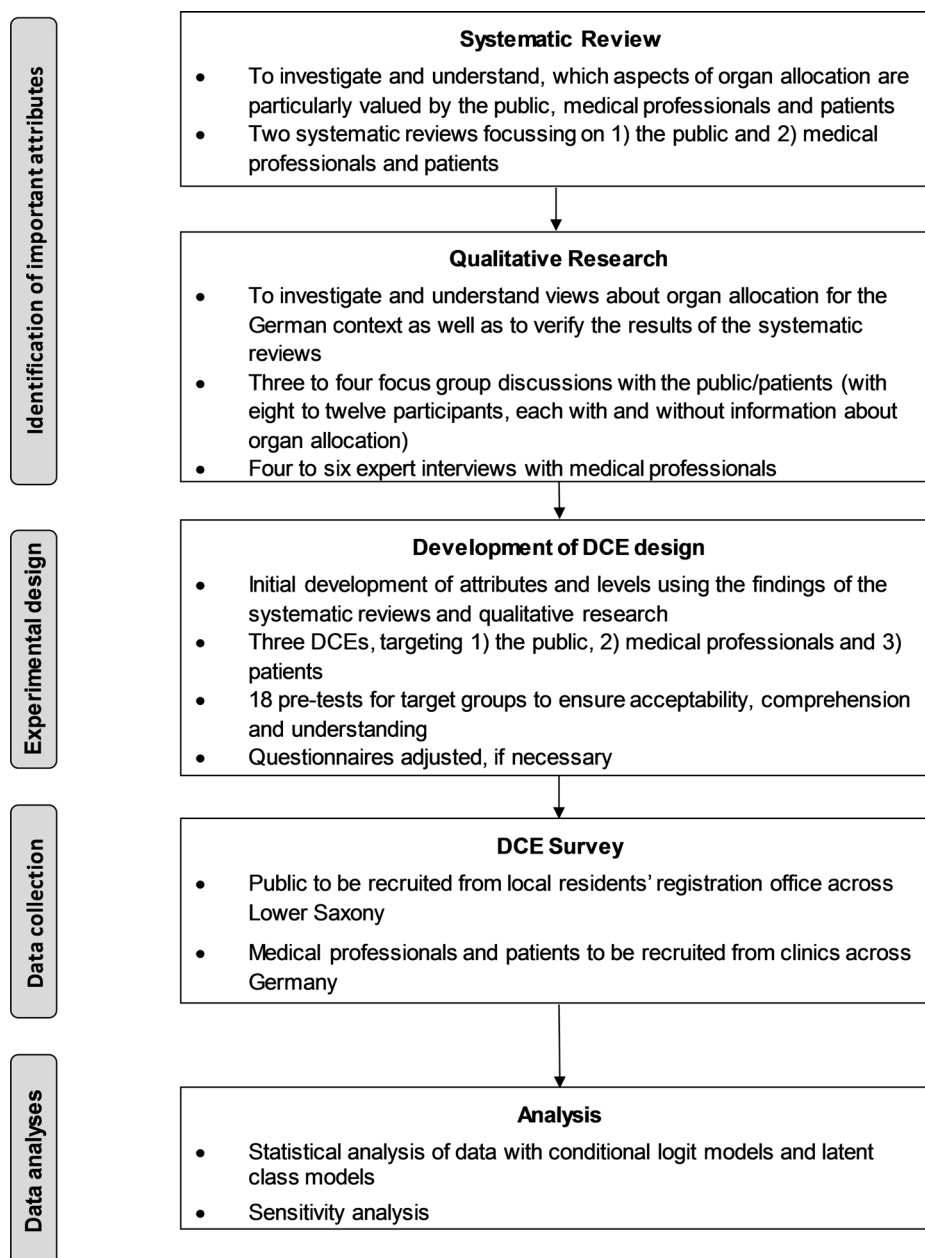 Identification of important attributes
Systematic Review
• To investigate and understand, which aspects of organ allocation are
particularly valued by the public, medical professionals and patients
• Two systematic reviews focussing on 1) the public and 2) medical
professionals and patients
Qualitative Research
• To investigate and understand views about organ allocation for the
German context as well as to verify the results of the systematic
reviews
• Three to four focus group discussions with the public/patients (with
eight to twelve participants, each with and without information about
organ allocation)
• Four to six expert interviews with medical professionals
Experimental design
Development of DCE design
• Initial development of attributes and levels using the findings of the
systematic reviews and qualitative research
• Three DCEs, targeting 1) the public, 2) medical professionals and 3)
patients
• 18 pre-tests for target groups to ensure acceptability, comprehension
and understanding
• Questionnaires adjusted, if necessary
Data collection
DCE Survey
• Public to be recruited from local residents’ registration office across
Lower Saxony
• Medical professionals and patients to be recruited from clinics across
Germany
Data analyses
Analysis
• Statistical analysis of data with conditional logit models and latent
class models
• Sensitivity analysis